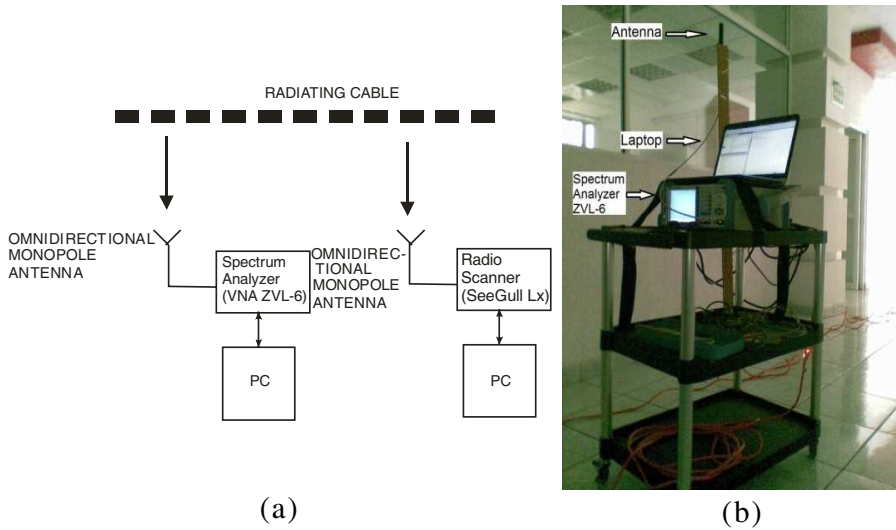 RADIATING CABLE
OMNIDIRECTIONAL
MONOPOLE
ANTENNA
Spectrum
Analyzer
(VNA ZVL-6)
PC
OMNIDIREC-
TIONAL
MONOPOLE
ANTENNA
Radio
Scanner
(SeeGull Lx)
PC
(a)
Antenna
Laptop
Spectrum
Analyzer
ZVL-6
(b)